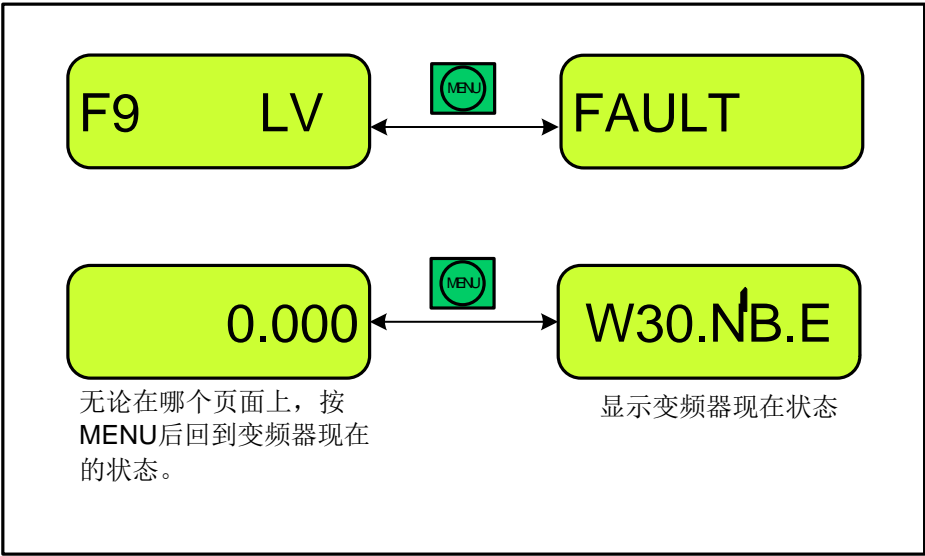 F9 LV
MENU
FAULT
0.000
MENU
W30.NB.E
无论在哪个页面上，按
MENU后回到变频器现在
的状态。
显示变频器现在状态